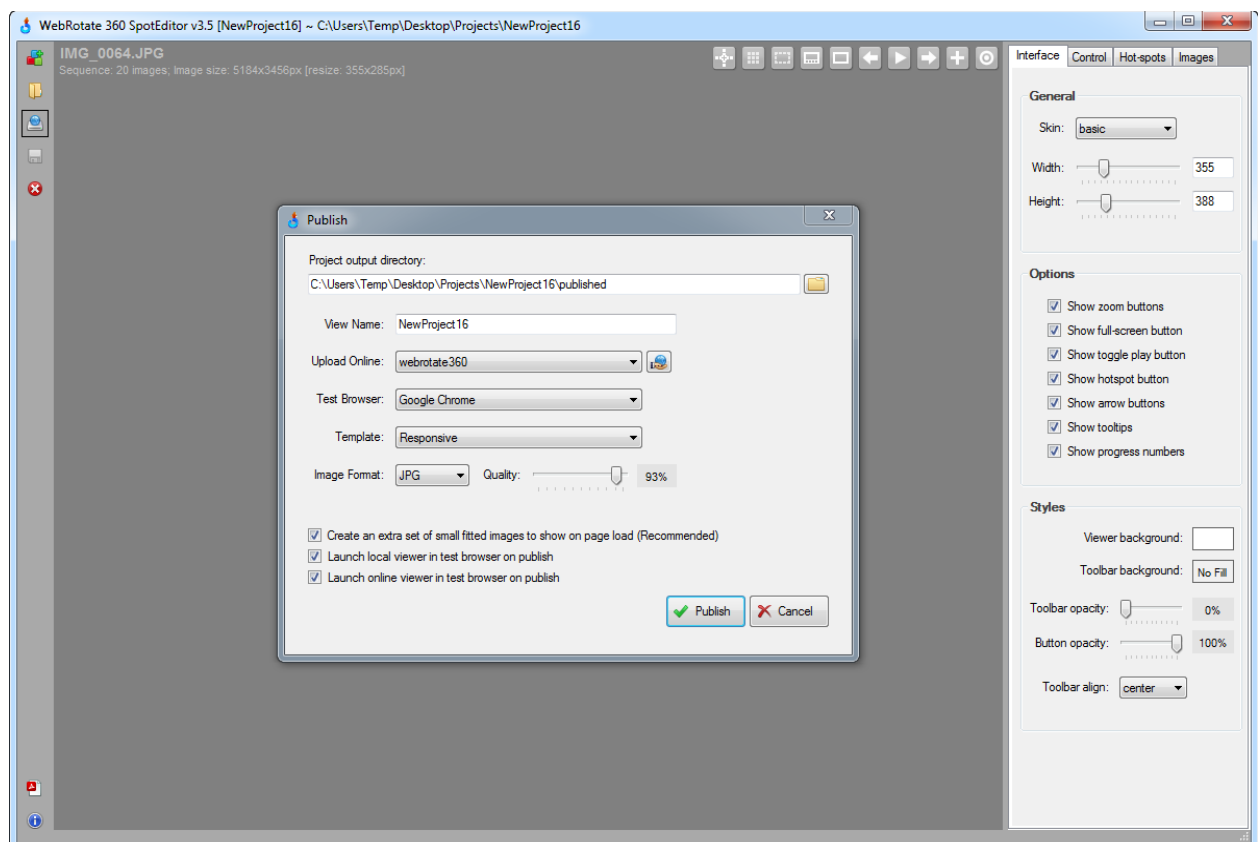 WebRotate 360 SpotEditor v3.5 [NewProject16] ~ C:\Users\Temp\Desktop\Projects\NewProject16
IMG_0064.JPG
Sequence: 20 images; Image size: 5184x3456px [resize: 355x285px]
Interface Control Hot-spots Images
General
Skin: basic
Width: 355
Height: 388
Options
Show zoom buttons
Show full-screen button
Show toggle play button
Show hotspot button
Show arrow buttons
Show tooltips
Show progress numbers
Styles
Viewer background:
Toolbar background: No Fill
Toolbar opacity: 0%
Button opacity: 100%
Toolbar align: center
Publish
Project output directory:
C:\Users\Temp\Desktop\Projects\NewProject16\published
View Name: NewProject16
Upload Online: webrotate360
Test Browser: Google Chrome
Template: Responsive
Image Format: JPG Quality: 93%
Create an extra set of small fitted images to show on page load (Recommended)
Launch local viewer in test browser on publish
Launch online viewer in test browser on publish
Publish Cancel